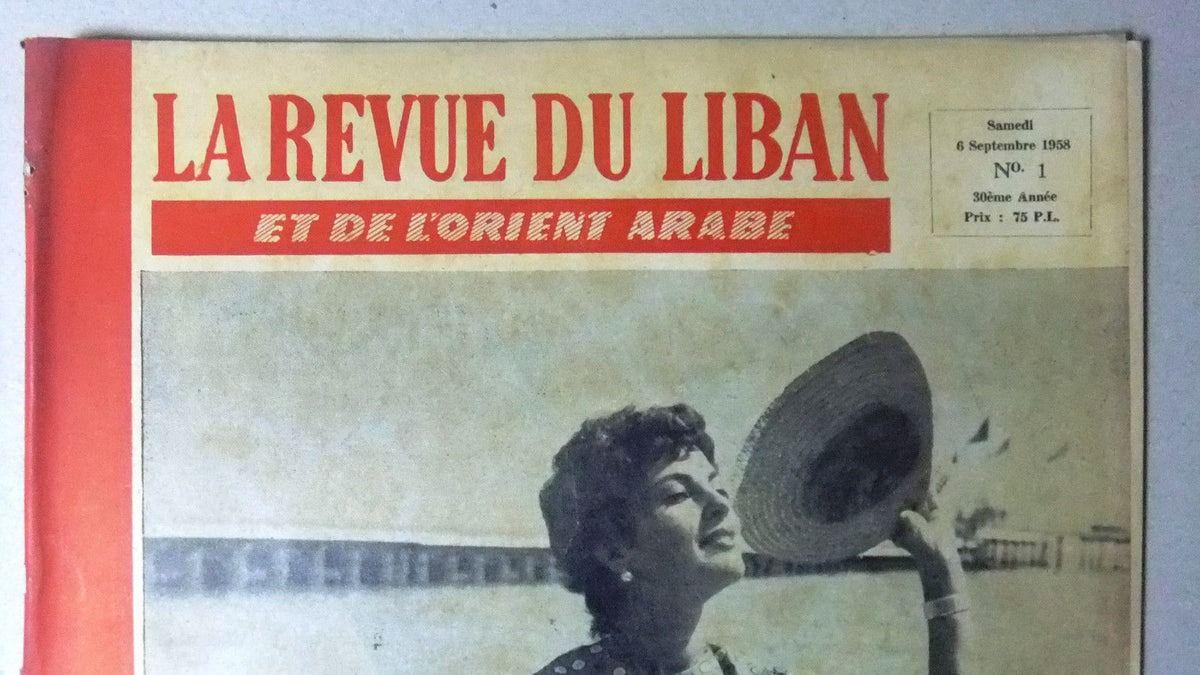 LA REVUE DU LIBAN
ET DE L'ORIENT ARABE
Samedi
6 Septembre 1958
No. 1
30ème Année
Prix : 75 P.L.